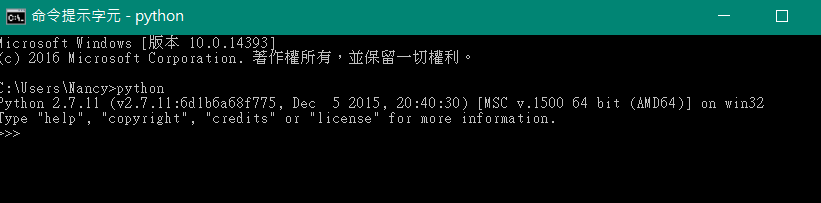 命令提示字元 - python
Microsoft Windows [版本 10.0.14393]
(c) 2016 Microsoft Corporation. 著作權所有，並保留一切權利。
C:\Users\Nancy>python
Python 2.7.11 (v2.7.11:6d1b6a68f775, Dec  5 2015, 20:40:30) [MSC v.1500 64 bit (AMD64)] on win32
Type "help", "copyright", "credits" or "license" for more information.
>>>